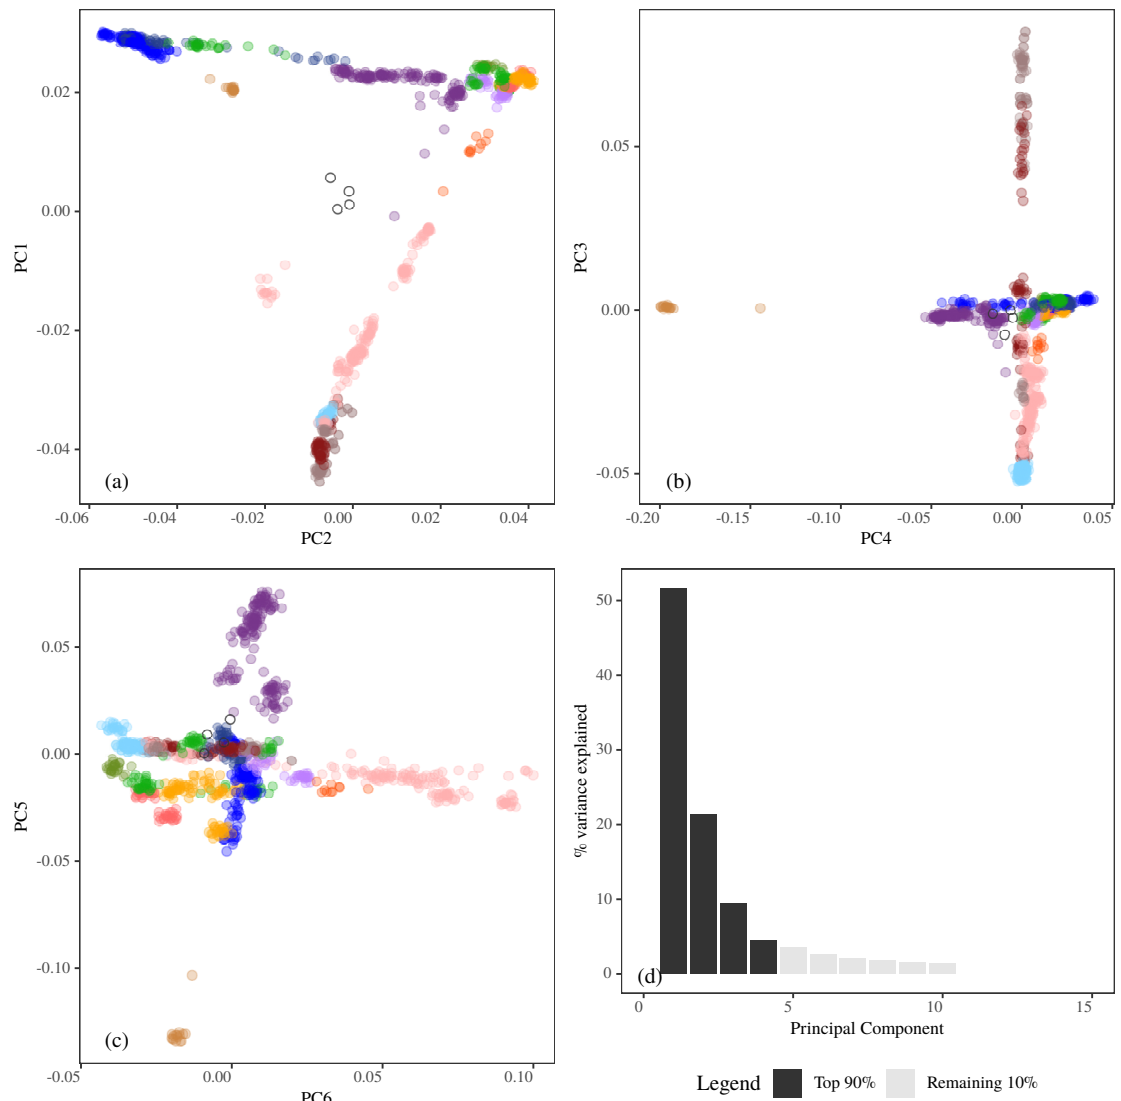 0.02
0.00
-0.02
-0.04
PC1
(a)
-0.06
-0.04
-0.02
0.00
0.02
0.04
PC2
0.05
0.00
-0.05
PC3
(b)
-0.20
-0.15
-0.10
-0.05
0.00
0.05
PC4
0.05
0.00
-0.05
-0.10
PC5
(c)
-0.05
0.00
0.05
0.10
PC6
50
40
30
20
10
0
% variance explained
(d)
0
5
10
15
Principal Component
Legend Top 90% Remaining 10%